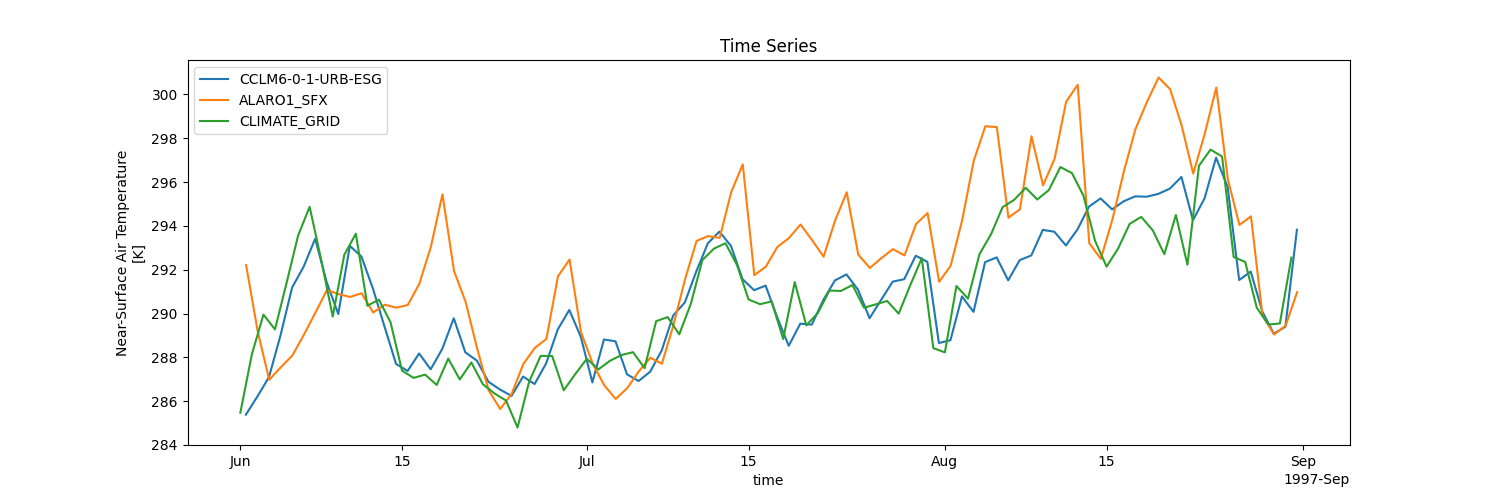 Time Series
CCLM6-0-1-URB-ESG
ALARO1_SFX
CLIMATE_GRID
300
298
296
294
292
290
288
286
284
Near-Surface Air Temperature
[K]
Jun
15
Jul
15
Aug
15
Sep
time
1997-Sep